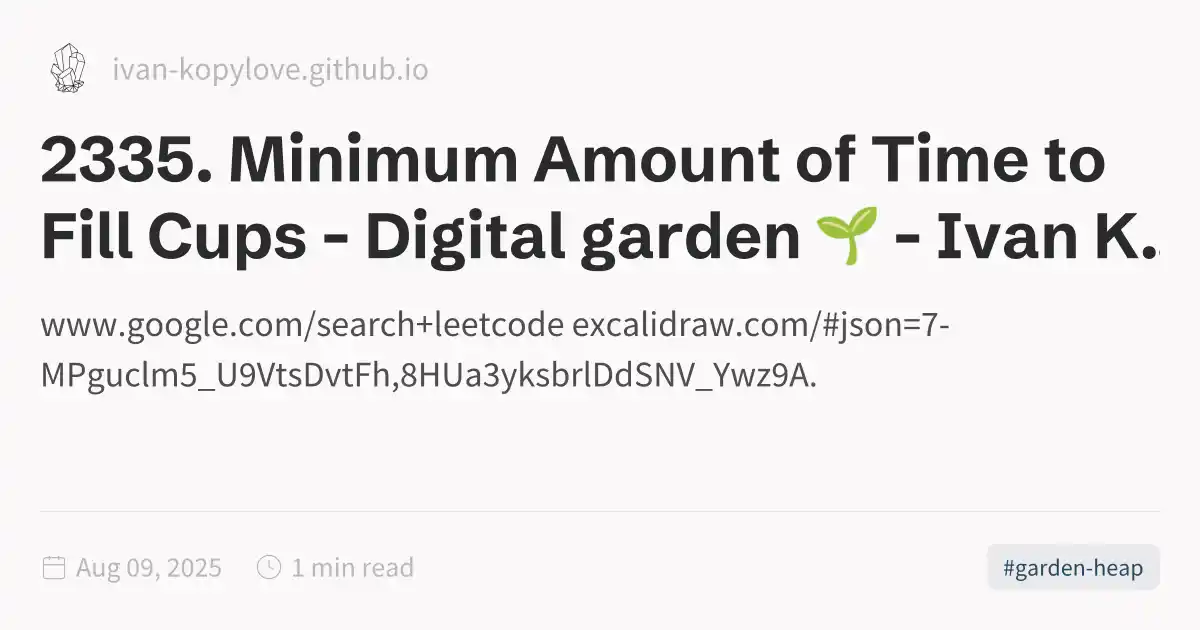 ivan-kopylove.github.io
2335. Minimum Amount of Time to
Fill Cups - Digital garden 🌱 - Ivan K.
www.google.com/search+leetcode excalidraw.com/#json=7-
MPguclm5_U9VtsDvtFh,8HUa3yksbrlDdSNV_Ywz9A.
Aug 09, 2025
1 min read
#garden-heap